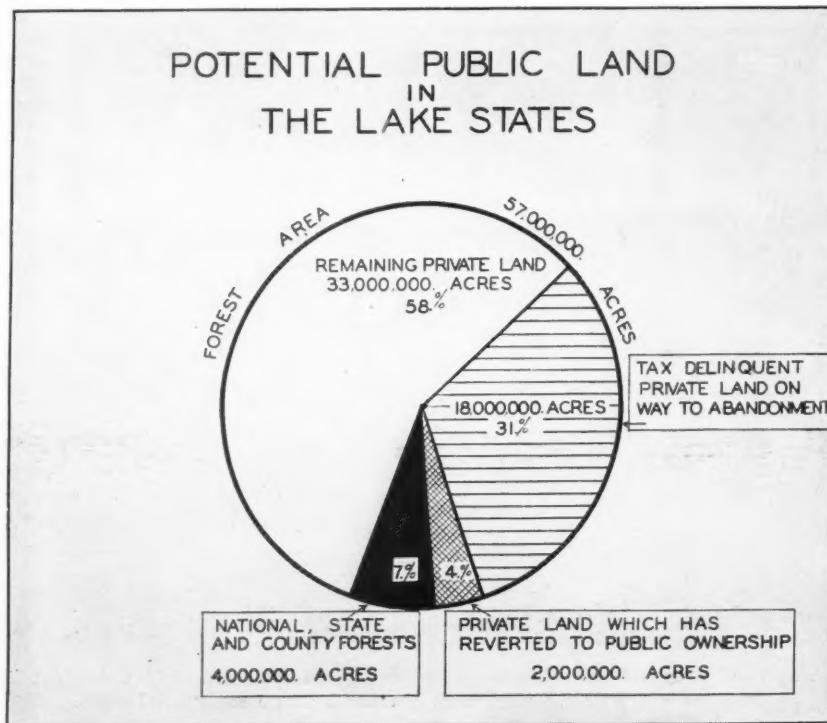 POTENTIAL PUBLIC LAND
IN
THE LAKE STATES
FOREST AREA 57,000,000. ACRES
REMAINING PRIVATE LAND
33,000,000. ACRES
58.%
18,000,000. ACRES
31.%
TAX DELINQUENT
PRIVATE LAND ON
WAY TO ABANDONMENT
7.%
4.%
NATIONAL, STATE
AND COUNTY FORESTS
4,000,000. ACRES
PRIVATE LAND WHICH HAS
REVERTED TO PUBLIC OWNERSHIP
2,000,000. ACRES